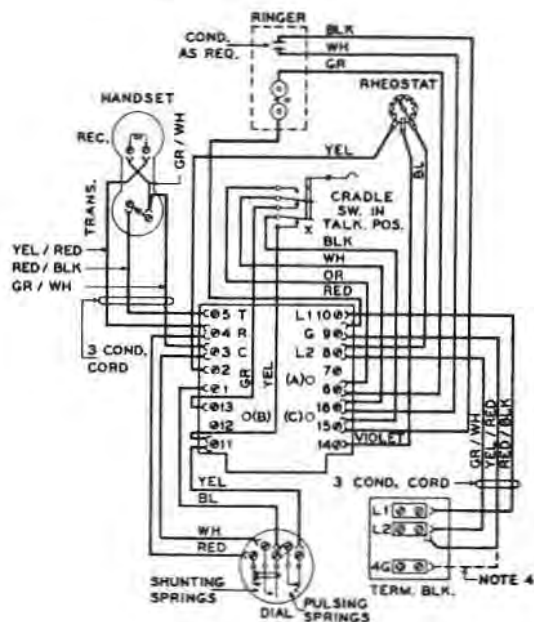 RINGER
BLK
COND.
AS REQ.
WH
GR
RHEOSTAT
HANDSET
REC.
GR/WH
YEL
BL
TRANS.
CRADLE
SW. IN
TALK. POS.
X
BLK
WH
OR
RED
YEL/RED
RED/BLK
GR/WH
3 COND.
CORD
5 T
4 R
3 C
2
1
13
12
11
GR
YEL
(B)
(A)
(C)
L1 10
G 9
L2 8
7
6
16
15
14
VIOLET
GR/WH
YEL/RED
RED/BLK
3 COND. CORD
YEL
BL
WH
RED
SHUNTING
SPRINGS
DIAL
PULSING
SPRINGS
L1
L2
4G
TERM. BLK.
NOTE 4